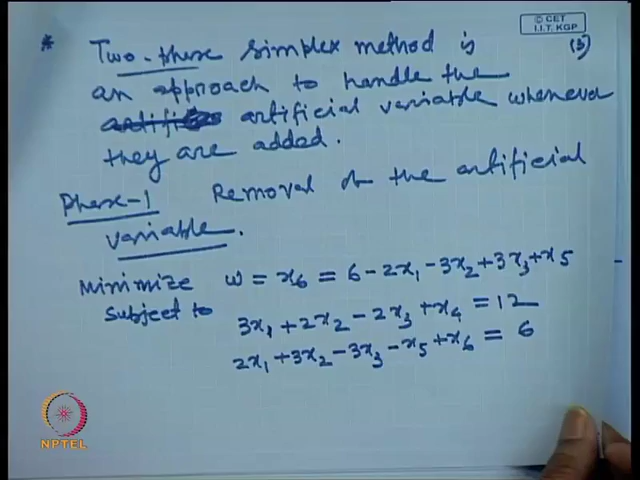 © CET
I.I.T. KGP
(3)
* Two-phase simplex method is
an approach to handle the
artificial variable whenever
they are added.
Phase-1 Removal of the artificial
variable.
Minimize w = x₆ = 6 - 2x₁ - 3x₂ + 3x₃ + x₅
subject to
3x₁ + 2x₂ - 2x₃ + x₄ = 12
2x₁ + 3x₂ - 3x₃ - x₅ + x₆ = 6
NPTEL